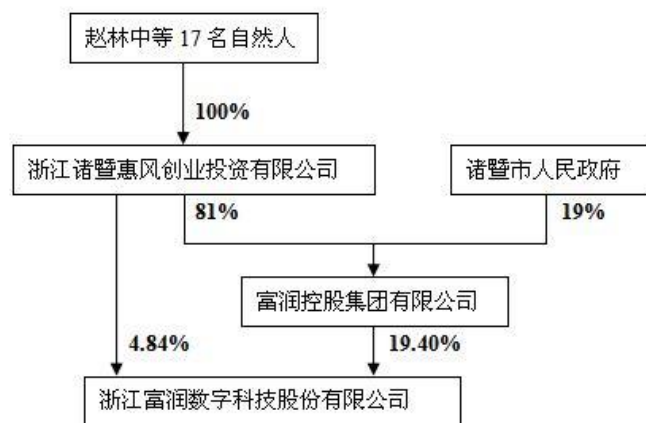 赵林中等 17 名自然人
100%
浙江诸暨惠风创业投资有限公司
诸暨市人民政府
81%
19%
富润控股集团有限公司
4.84%
19.40%
浙江富润数字科技股份有限公司